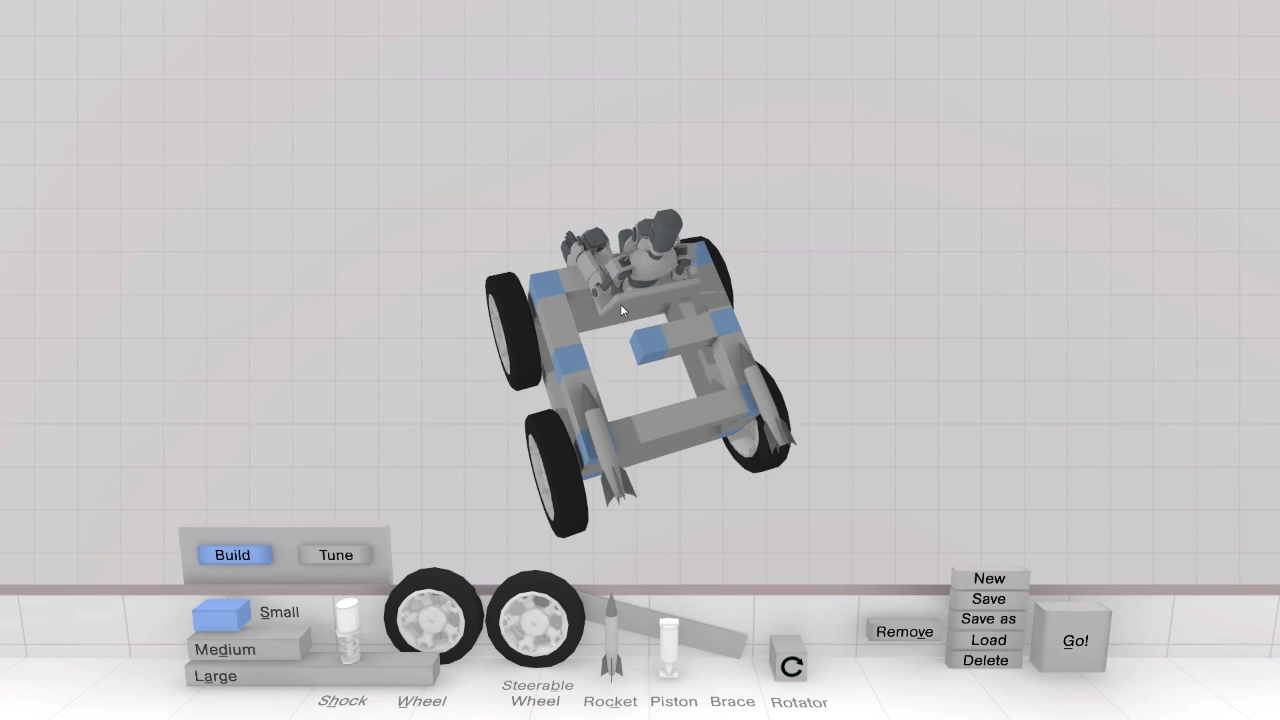 Build
Tune
Small
Medium
Large
Shock
Wheel
Steerable
Wheel
Rocket
Piston
Brace
Rotator
Remove
New
Save
Save as
Load
Delete
Go!